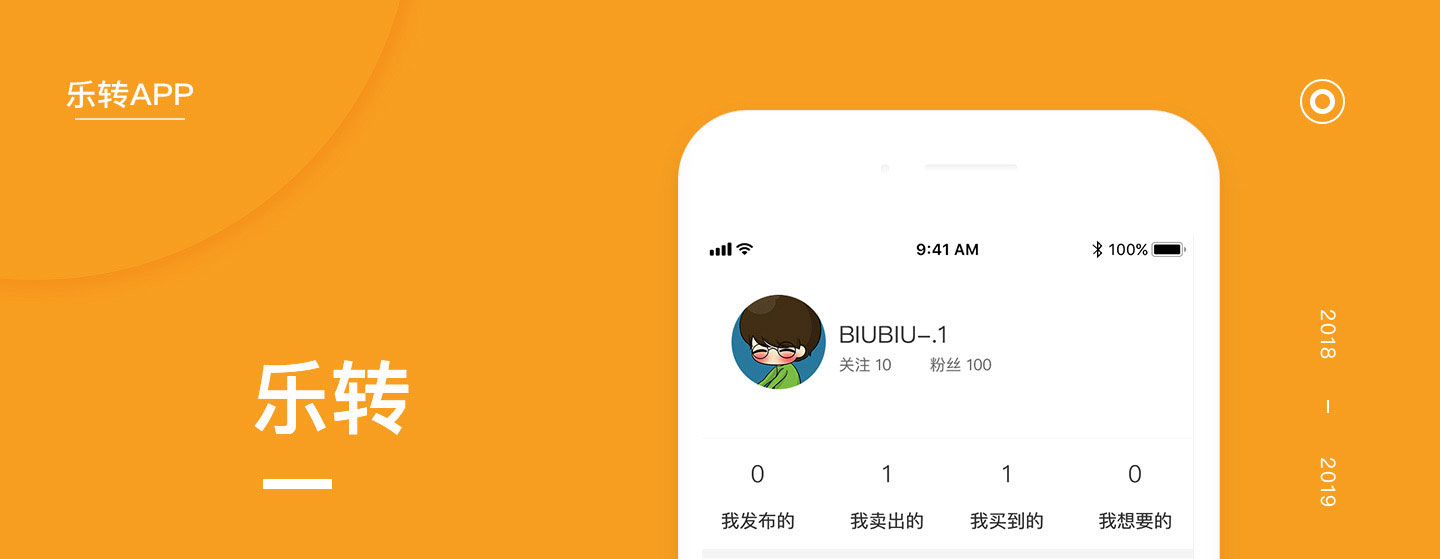 乐转APP
乐转
9:41 AM
100%
BIUBIU-.1
关注 10 粉丝 100
0 1 1 0
我发布的 我卖出的 我买到的 我想要的
2018 - 2019